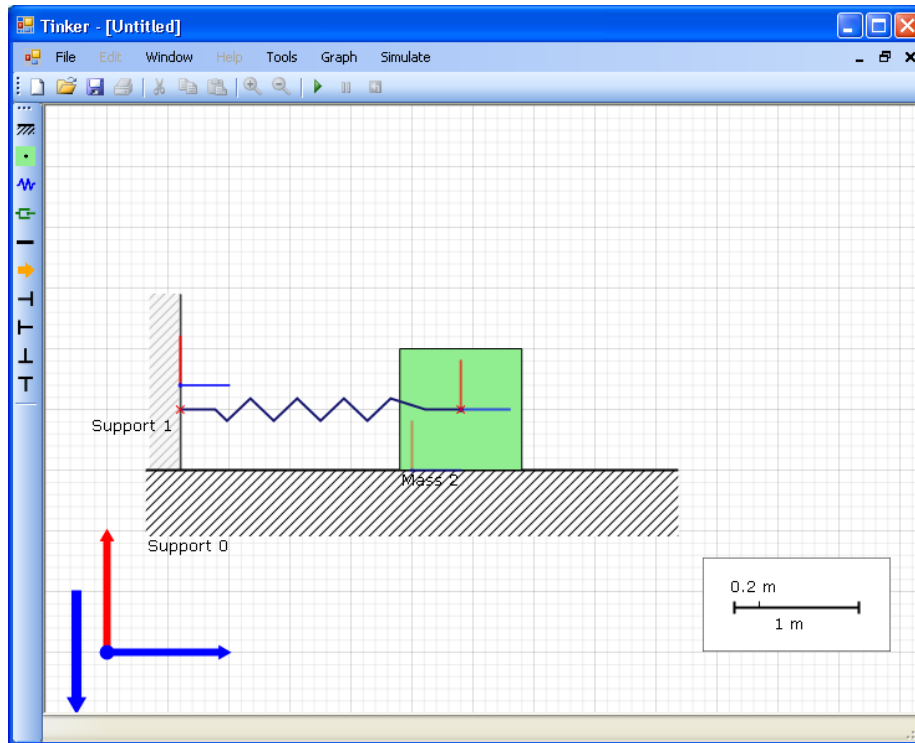 Tinker - [Untitled]
File Edit Window Help Tools Graph Simulate
Support 1
Mass 2
Support 0
0.2 m
1 m